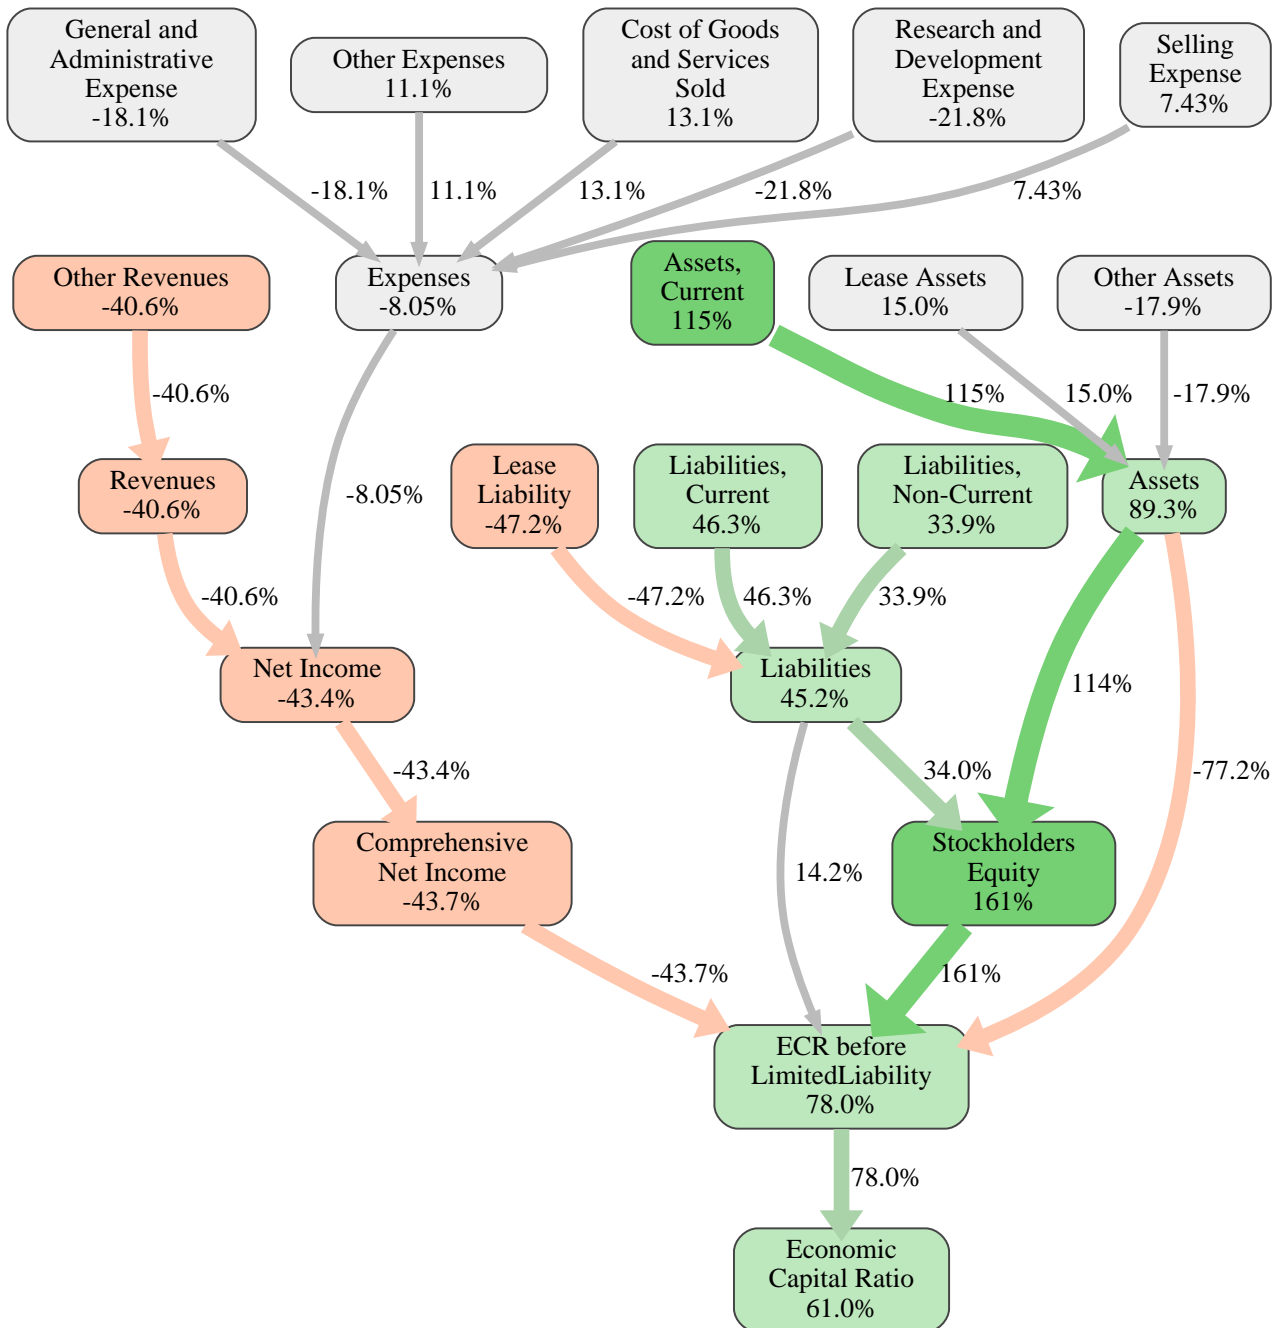 General and
Administrative
Expense
-18.1%
Other Expenses
11.1%
Cost of Goods
and Services
Sold
13.1%
Research and
Development
Expense
-21.8%
Selling
Expense
7.43%
-18.1%
11.1%
13.1%
-21.8%
7.43%
Other Revenues
-40.6%
Expenses
-8.05%
Assets,
Current
115%
Lease Assets
15.0%
Other Assets
-17.9%
-40.6%
115%
15.0%
-17.9%
Revenues
-40.6%
-8.05%
Lease
Liability
-47.2%
Liabilities,
Current
46.3%
Liabilities,
Non-Current
33.9%
Assets
89.3%
-40.6%
-47.2%
46.3%
33.9%
Net Income
-43.4%
Liabilities
45.2%
114%
-43.4%
34.0%
-77.2%
Comprehensive
Net Income
-43.7%
14.2%
Stockholders
Equity
161%
-43.7%
161%
ECR before
LimitedLiability
78.0%
78.0%
Economic
Capital Ratio
61.0%